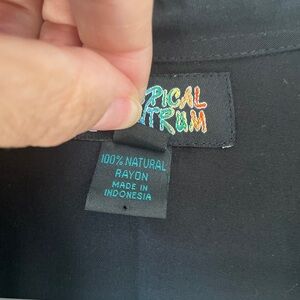 PICAL
TRUM
100% NATURAL
RAYON
MADE IN
INDONESIA